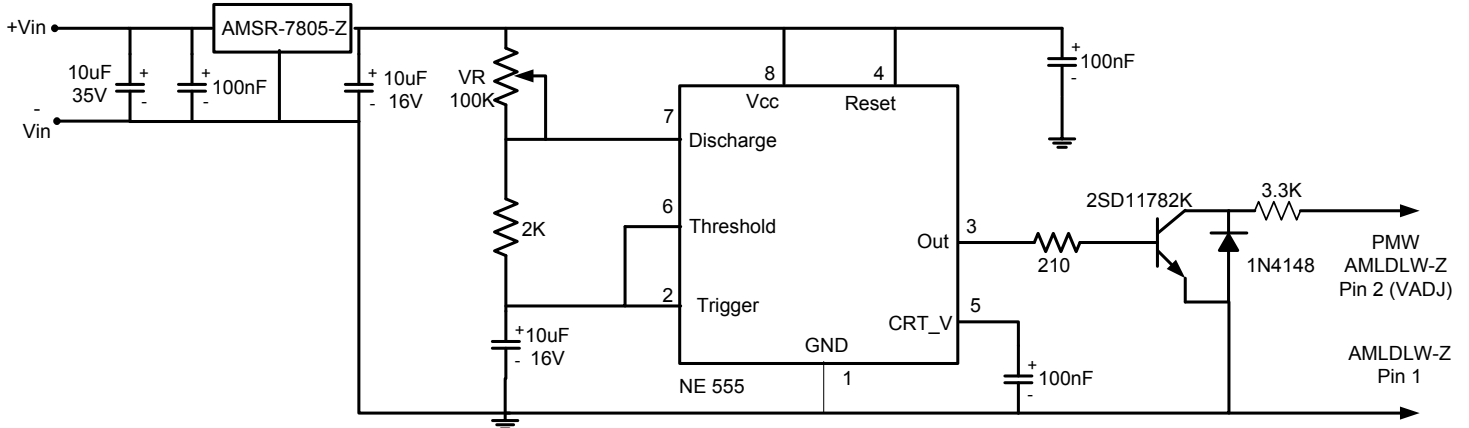 +Vin
AMSR-7805-Z
10uF
35V
+
-
+
-
100nF
+
-
10uF
16V
-
Vin
VR
100K
7
8
4
Vcc
Reset
Discharge
+
-
100nF
2K
6
Threshold
3
Out
210
2SD11782K
3.3K
1N4148
PMW
AMLDLW-Z
Pin 2 (VADJ)
2
Trigger
5
CRT_V
+
-
10uF
16V
GND
1
NE 555
+
-
100nF
AMLDLW-Z
Pin 1